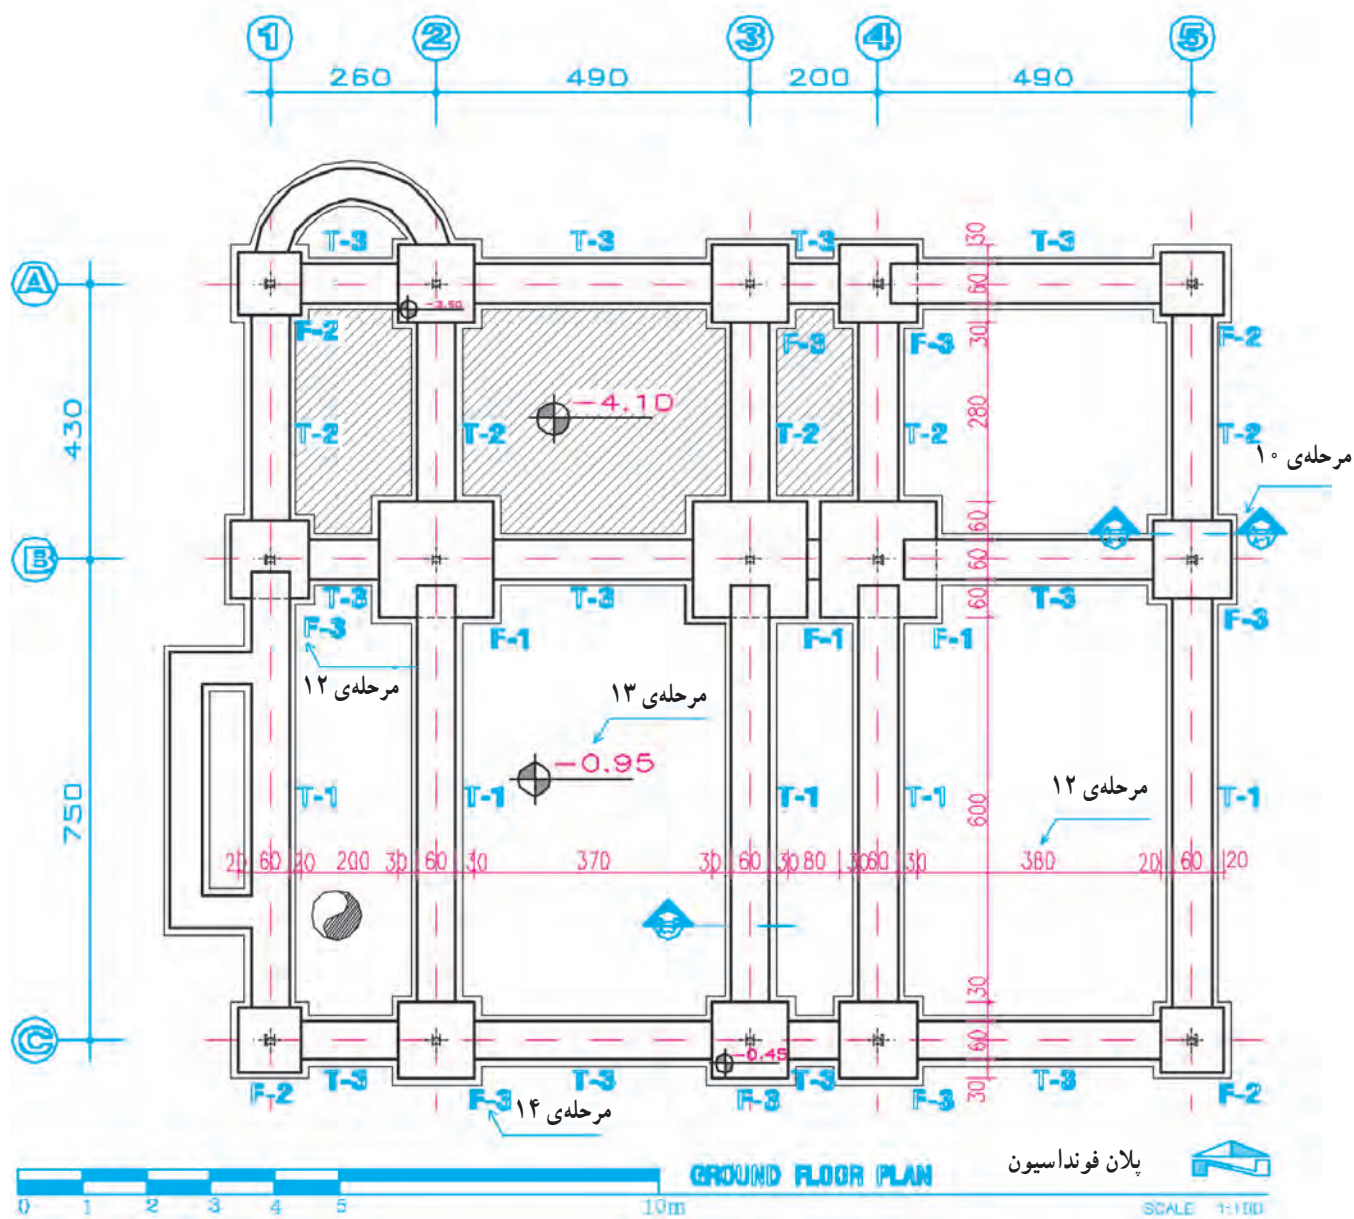 1 2 3 4 5
260 490 200 490
T-3 T-3 T-3 T-3
30
A
60
-3.50
F-2 F-3 F-3 F-2
30
-4.10
280
430
T-2 T-2 T-2 T-2 T-2
مرحله‌ی ۱۰
60
B
60
T-3 T-3 T-3
60
F-3 F-1 F-1 F-1 F-3
مرحله‌ی ۱۲
مرحله‌ی ۱۳
-0.95
مرحله‌ی ۱۲
750
T-1 T-1 T-1 T-1 T-1
600
20 60 20 200 30 60 30 370 30 60 30 80 30 60 30 380 20 60 20
30
C
60
-0.45
T-3 T-3 T-3 T-3
30
F-2 F-3 F-3 F-3 F-2
مرحله‌ی ۱۴
پلان فونداسیون
GROUND FLOOR PLAN
0 1 2 3 4 5 10m
SCALE 1:100